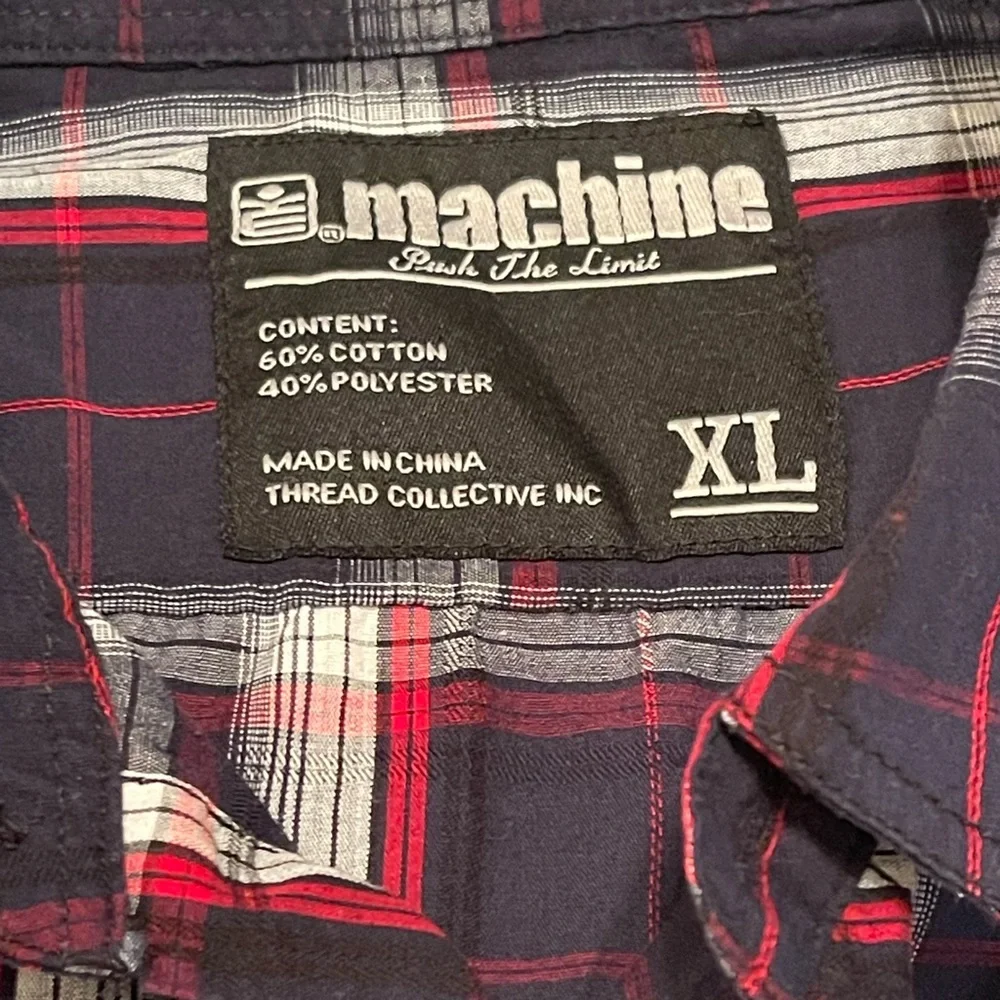 ® machine
Push The Limit
CONTENT:
60% COTTON
40% POLYESTER
MADE IN CHINA
THREAD COLLECTIVE INC
XL